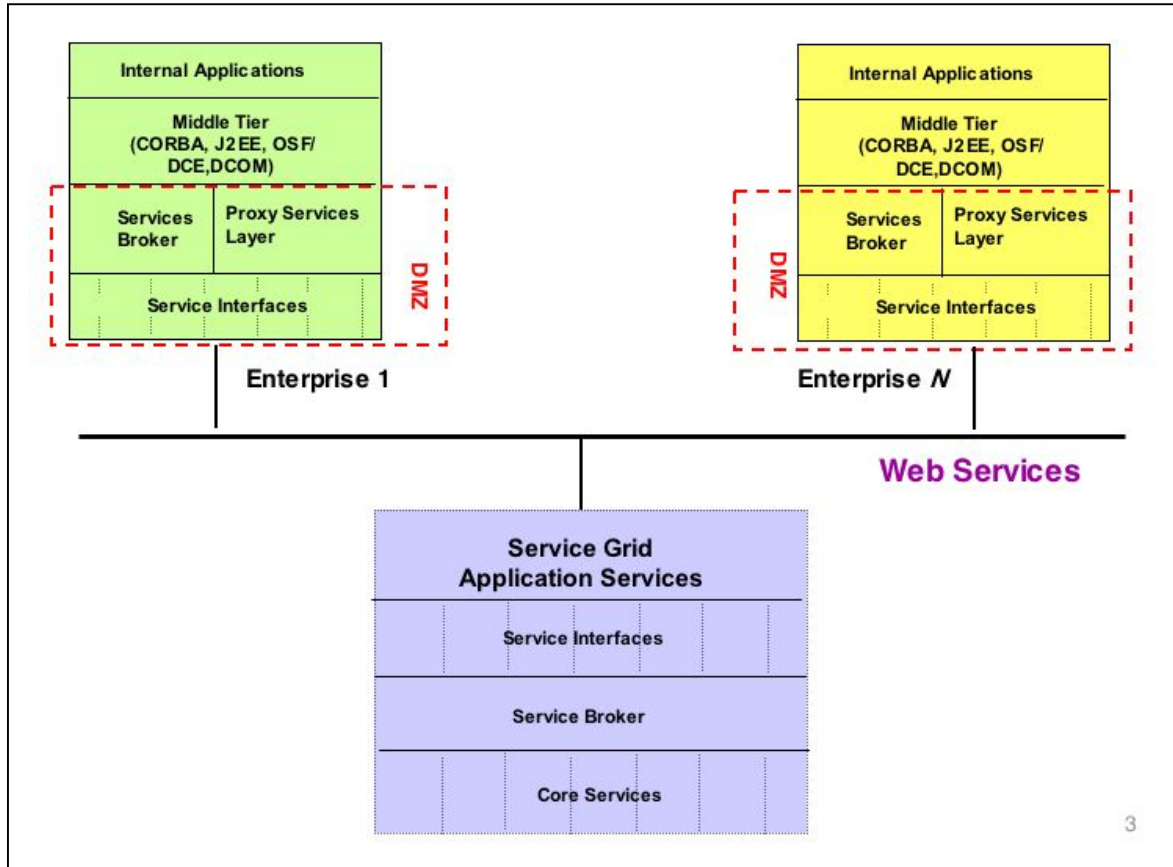 Internal Applications
Middle Tier
(CORBA, J2EE, OSF/
DCE,DCOM)
Services
Broker
Proxy Services
Layer
Service Interfaces
DMZ
Enterprise 1
Internal Applications
Middle Tier
(CORBA, J2EE, OSF/
DCE,DCOM)
Services
Broker
Proxy Services
Layer
Service Interfaces
DMZ
Enterprise N
Web Services
Service Grid
Application Services
Service Interfaces
Service Broker
Core Services
3